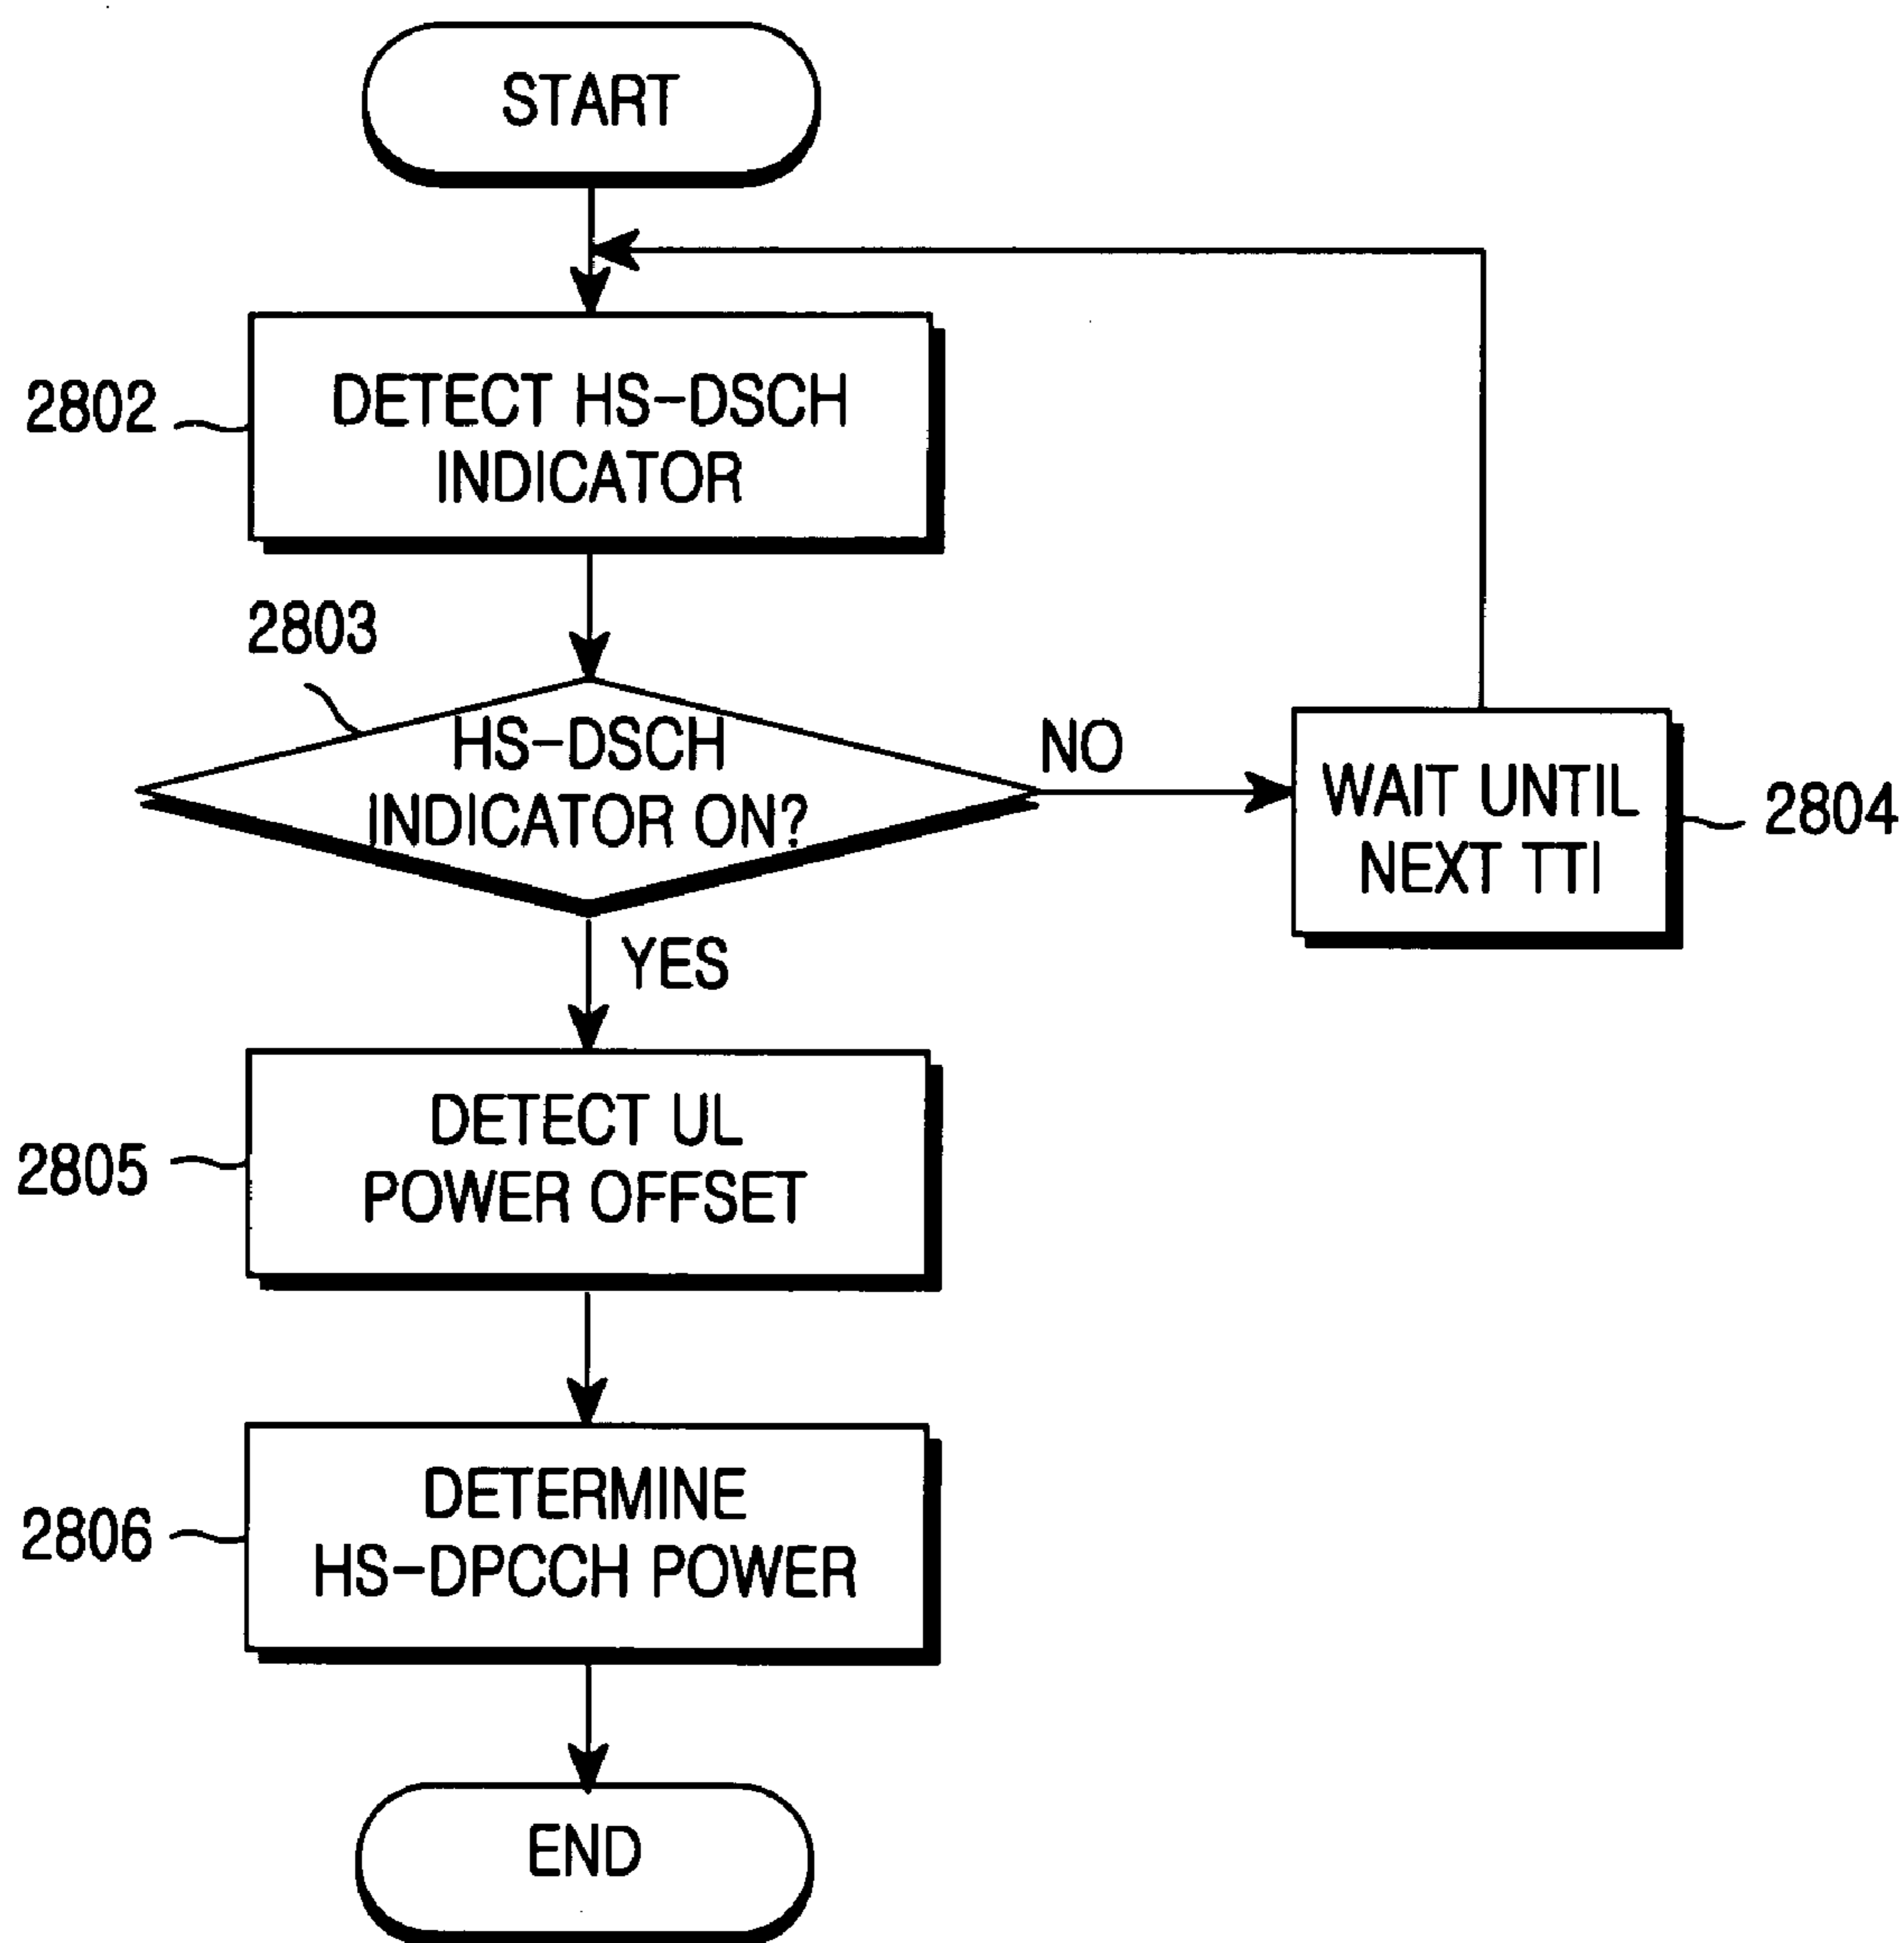 START
2802
DETECT HS-DSCH
INDICATOR
2803
HS-DSCH
INDICATOR ON?
NO
WAIT UNTIL
NEXT TTI
2804
YES
2805
DETECT UL
POWER OFFSET
2806
DETERMINE
HS-DPCCH POWER
END